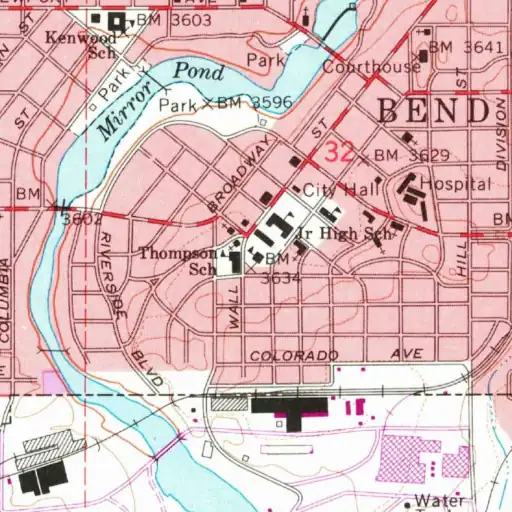 AVE
BM 3603
Kenwood
Sch
ST
Park
Pond
Park
Courthouse
BM 3641
ST
Mirror
Park
BM 3596
BEND
ST
ST
DIVISION
BROADWAY
32
BM 3629
City Hall
Hospital
BM
3602
Jr High Sch
BM
Thompson
Sch
BM
3634
RIVERSIDE
BLVD
WALL
HILL
COLUMBIA
COLORADO AVE
Water